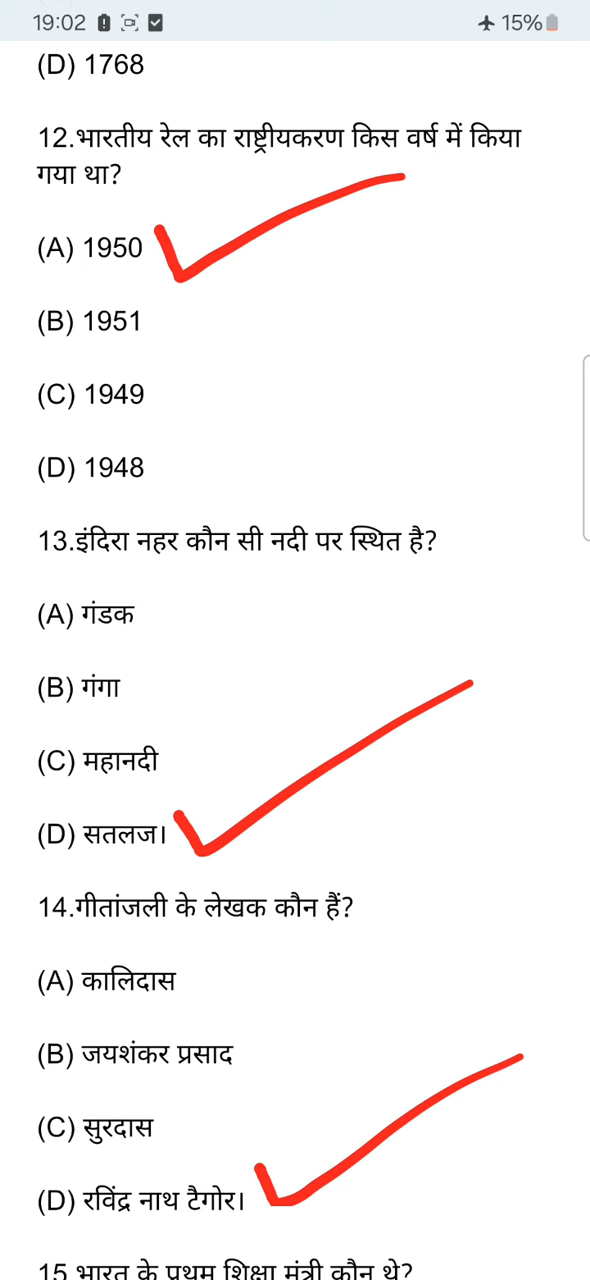 19:02 15%
(D) 1768
12.भारतीय रेल का राष्ट्रीयकरण किस वर्ष में किया
गया था?
(A) 1950
(B) 1951
(C) 1949
(D) 1948
13.इंदिरा नहर कौन सी नदी पर स्थित है?
(A) गंडक
(B) गंगा
(C) महानदी
(D) सतलज।
14.गीतांजली के लेखक कौन हैं?
(A) कालिदास
(B) जयशंकर प्रसाद
(C) सुरदास
(D) रविंद्र नाथ टैगोर।
15 भारत के प्रथम शिक्षा मंत्री कौन थे?